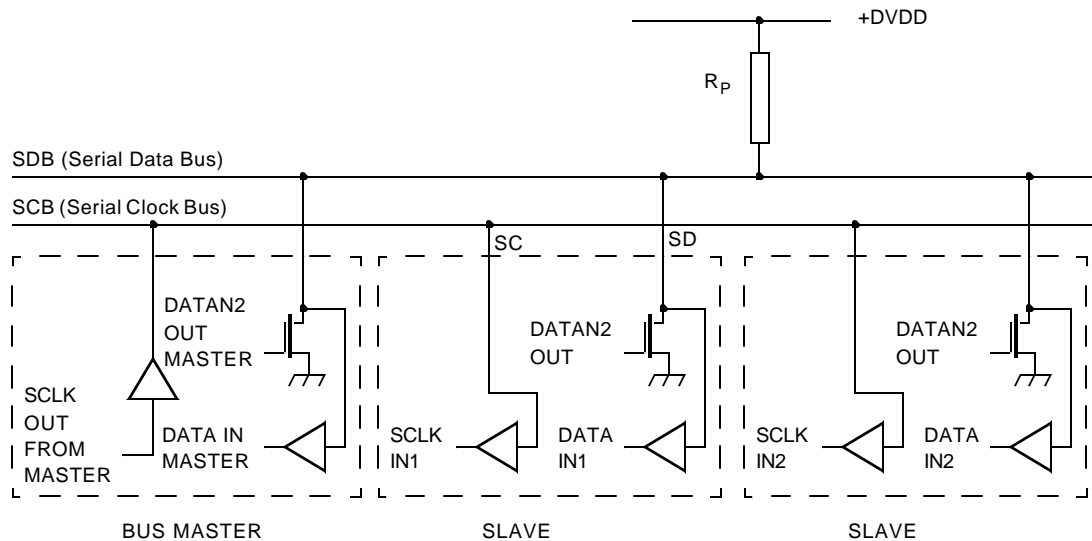 +DVDD
RP
SDB (Serial Data Bus)
SCB (Serial Clock Bus)
SC
SD
DATAN2
OUT
MASTER
SCLK
OUT
FROM
MASTER
DATA IN
MASTER
DATAN2
OUT
SCLK
IN1
DATA
IN1
DATAN2
OUT
SCLK
IN2
DATA
IN2
BUS MASTER
SLAVE
SLAVE